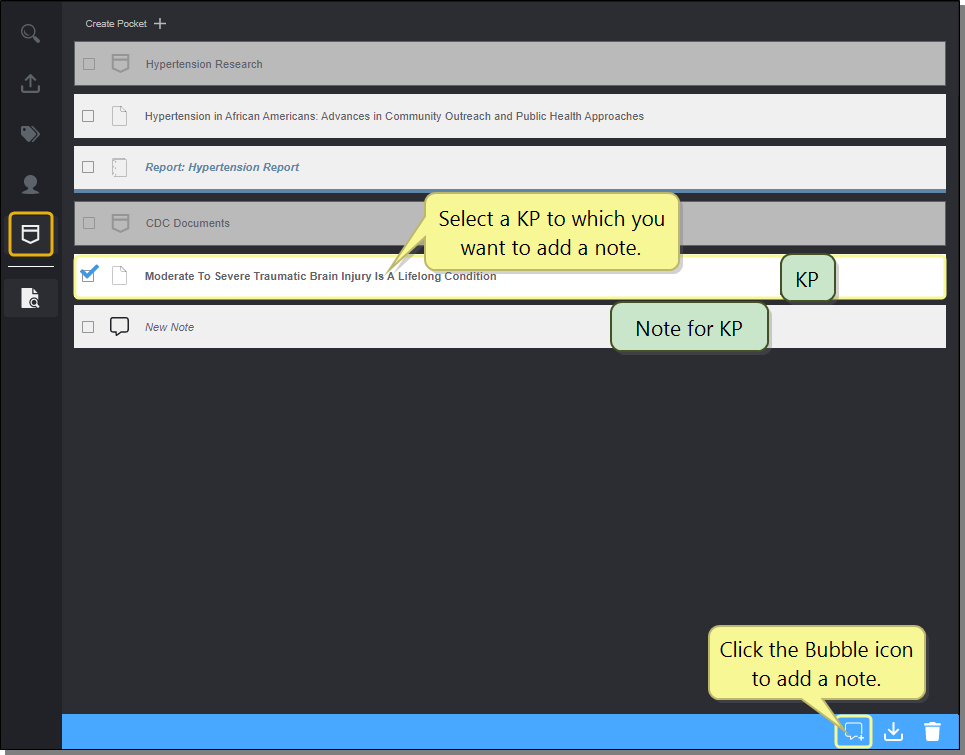 Create Pocket
Hypertension Research
Hypertension in African Americans: Advances in Community Outreach and Public Health Approaches
Report: Hypertension Report
CDC Documents
Select a KP to which you
want to add a note.
Moderate To Severe Traumatic Brain Injury Is A Lifelong Condition
KP
New Note
Note for KP
Click the Bubble icon
to add a note.